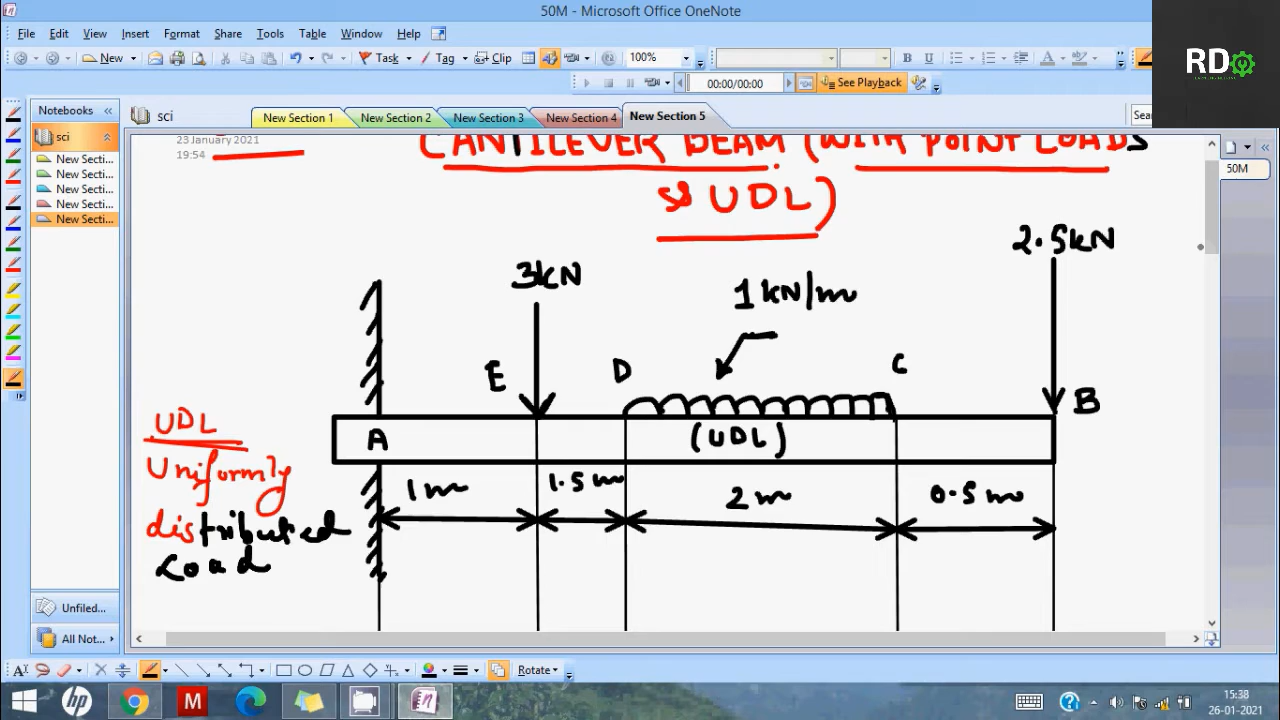 50M - Microsoft Office OneNote
File Edit View Insert Format Share Tools Table Window Help
New Task Tag Clip 100% B U
00:00/00:00 See Playback
RD
Notebooks
sci
New Secti...
New Secti...
New Secti...
New Secti...
New Secti...
Unfiled...
All Not...
sci New Section 1 New Section 2 New Section 3 New Section 4 New Section 5 Sea
50M
23 January 2021
19:54
CANTILEVER BEAM (WITH POINT LOADS
& UDL)
2.5kN
3kN
1 kN/m
E D C B
A (UDL)
UDL
Uniformly
distributed
Load
1m 1.5m 2m 0.5m
Rotate
15:38
26-01-2021